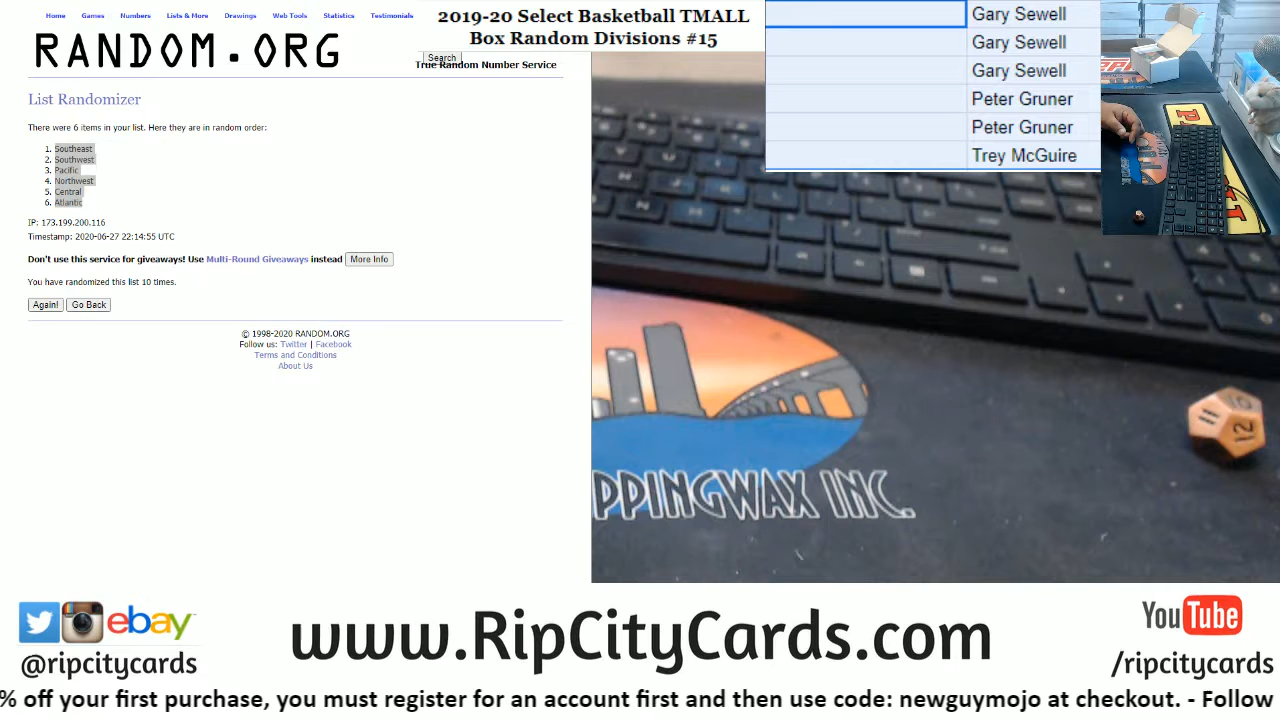 Home Games Numbers Lists & More Drawings Web Tools Statistics Testimonials
RANDOM.ORG
Search
True Random Number Service
List Randomizer
There were 6 items in your list. Here they are in random order:
1. Southeast
2. Southwest
3. Pacific
4. Northwest
5. Central
6. Atlantic
IP: 173.199.200.116
Timestamp: 2020-06-27 22:14:55 UTC
Don't use this service for giveaways! Use Multi-Round Giveaways instead More Info
You have randomized this list 10 times.
Again! Go Back
© 1998-2020 RANDOM.ORG
Follow us: Twitter | Facebook
Terms and Conditions
About Us
2019-20 Select Basketball TMALL
Box Random Divisions #15
Gary Sewell
Gary Sewell
Gary Sewell
Peter Gruner
Peter Gruner
Trey McGuire
11 10
12
PPINGWAX INC.
ebay
@ripcitycards
www.RipCityCards.com
YouTube
/ripcitycards
% off your first purchase, you must register for an account first and then use code: newguymojo at checkout. - Follow